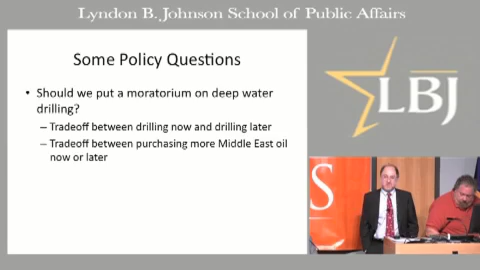 Lyndon B. Johnson School of Public Affairs
Some Policy Questions
• Should we put a moratorium on deep water
drilling?
– Tradeoff between drilling now and drilling later
– Tradeoff between purchasing more Middle East oil
now or later
LBJ
S